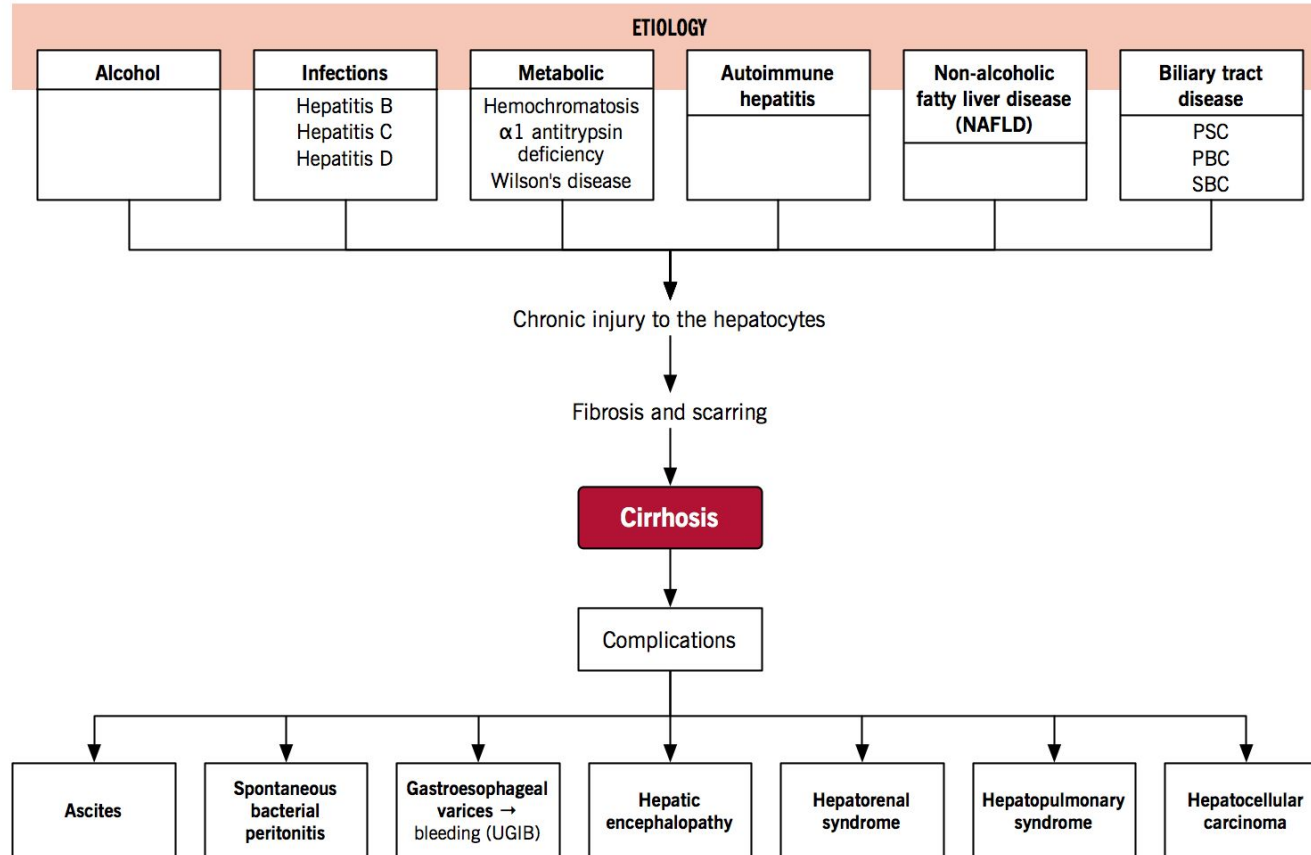 ETIOLOGY
Alcohol
Infections
Hepatitis B
Hepatitis C
Hepatitis D
Metabolic
Hemochromatosis
α1 antitrypsin
deficiency
Wilson's disease
Autoimmune
hepatitis
Non-alcoholic
fatty liver disease
(NAFLD)
Biliary tract
disease
PSC
PBC
SBC
Chronic injury to the hepatocytes
Fibrosis and scarring
Cirrhosis
Complications
Ascites
Spontaneous
bacterial
peritonitis
Gastroesophageal
varices →
bleeding (UGIB)
Hepatic
encephalopathy
Hepatorenal
syndrome
Hepatopulmonary
syndrome
Hepatocellular
carcinoma